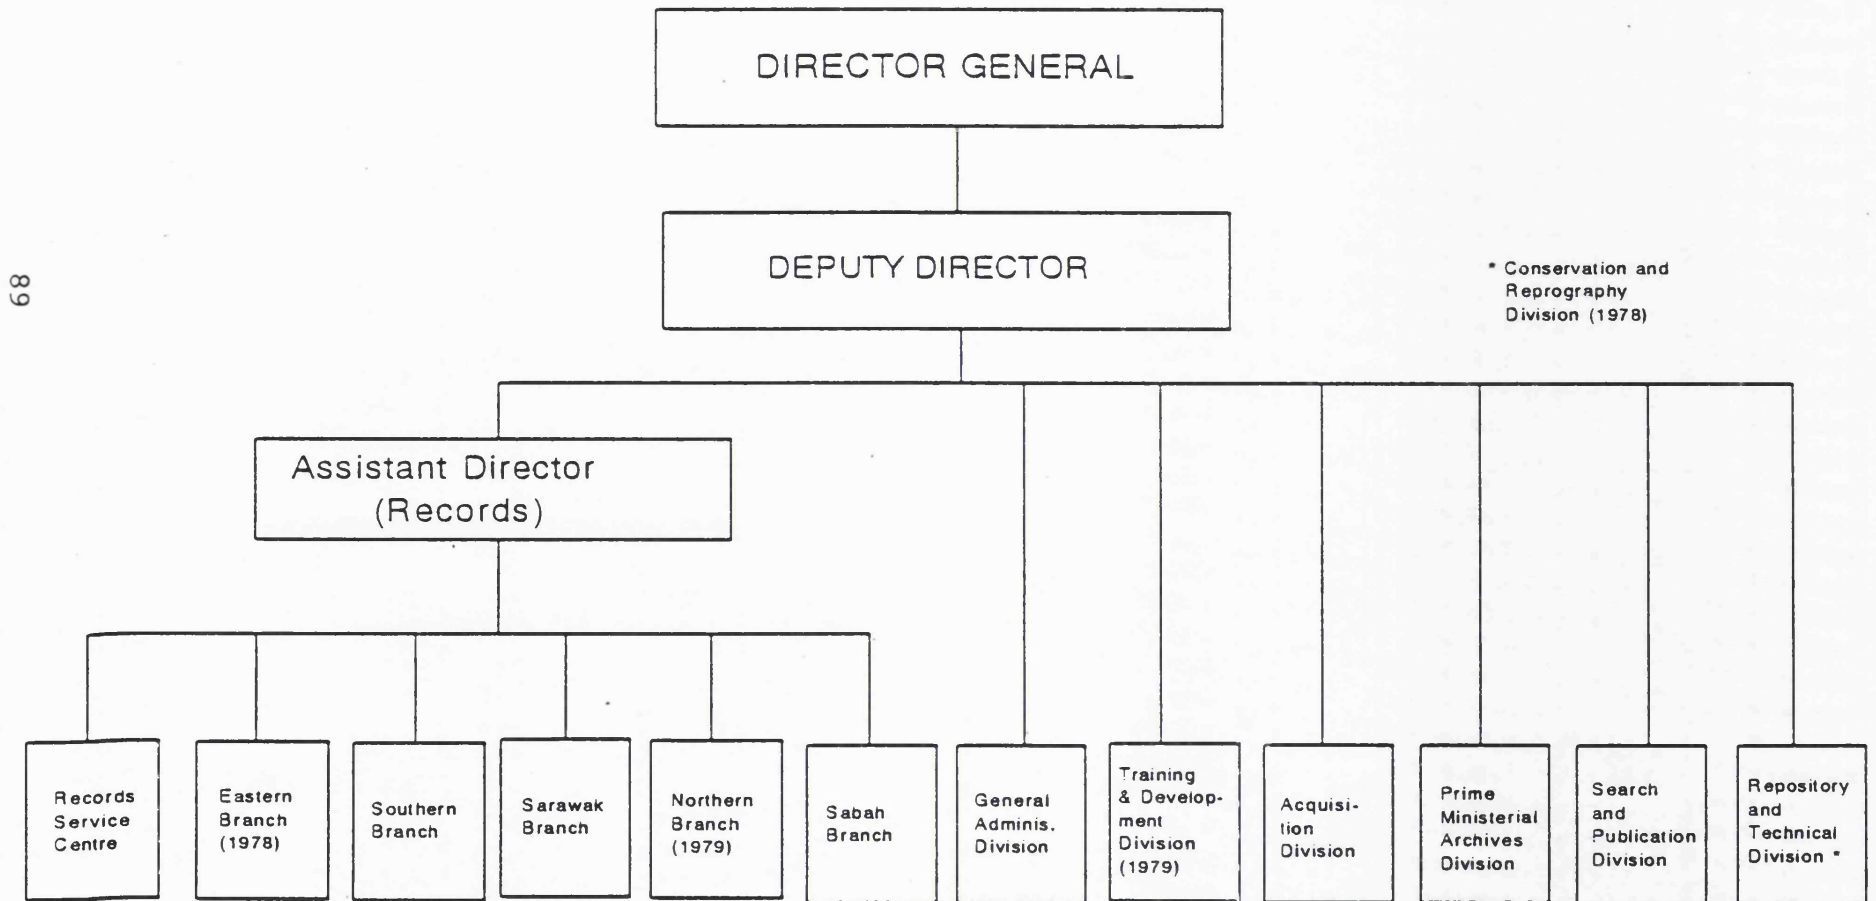 DIRECTOR GENERAL
DEPUTY DIRECTOR
* Conservation and
Reprography
Division (1978)
89
Assistant Director
(Records)
Records
Service
Centre
Eastern
Branch
(1978)
Southern
Branch
Sarawak
Branch
Northern
Branch
(1979)
Sabah
Branch
General
Adminis.
Division
Training
& Develop-
ment
Division
(1979)
Acquisi-
tion
Division
Prime
Ministerial
Archives
Division
Search
and
Publication
Division
Repository
and
Technical
Division *